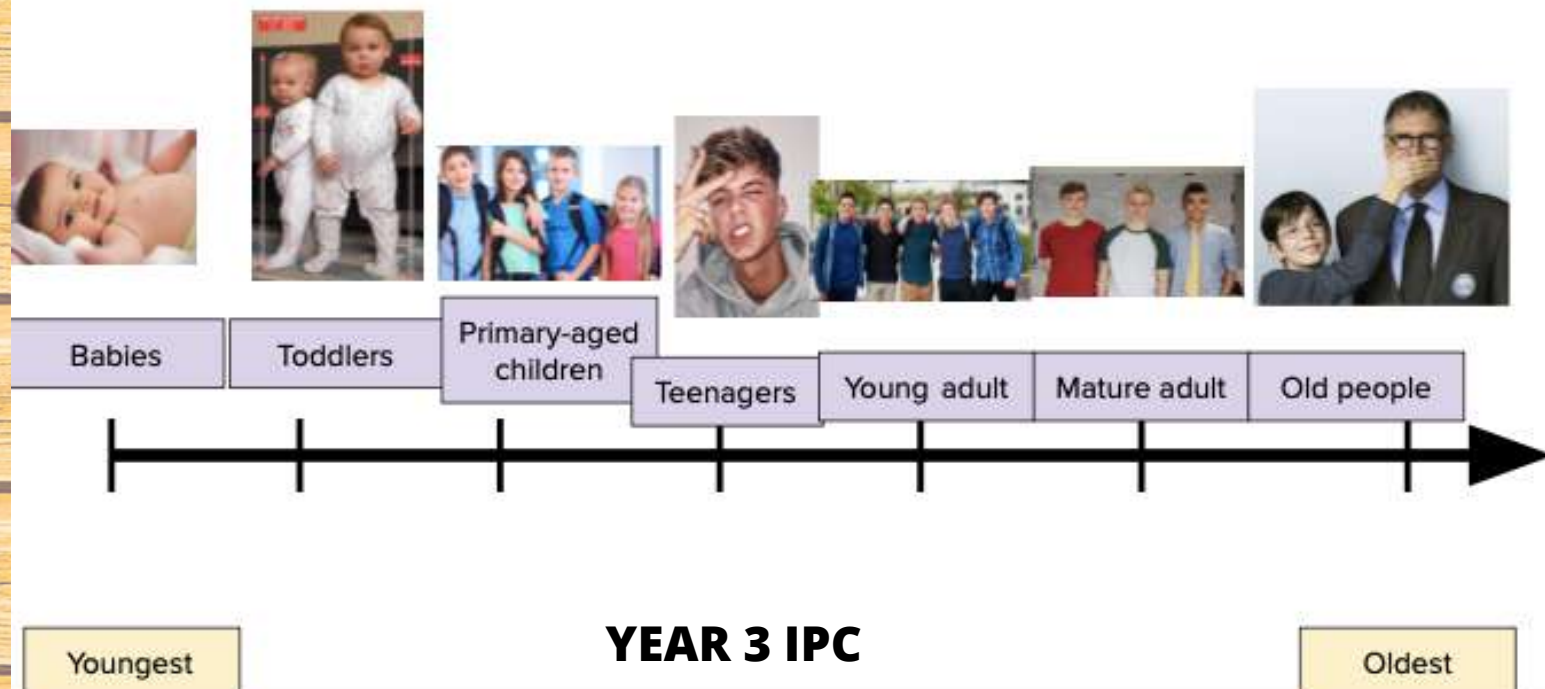 Babies
Toddlers
Primary-aged
children
Teenagers
Young adult
Mature adult
Old people
YEAR 3 IPC
Youngest
Oldest